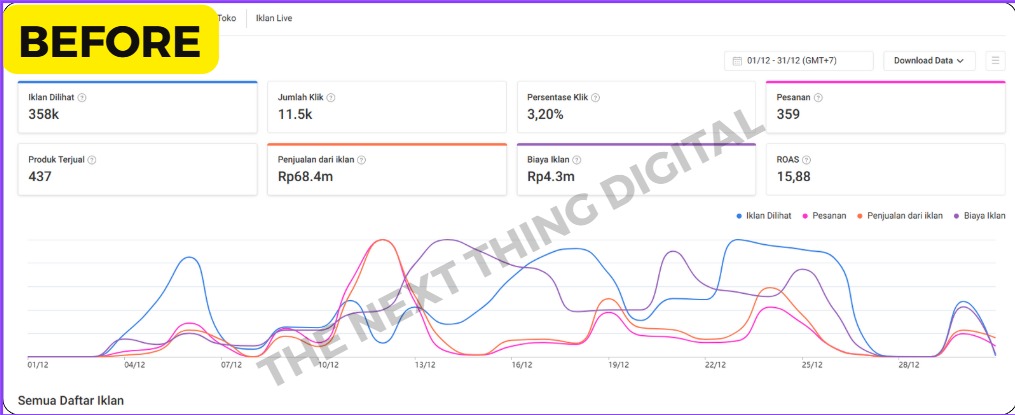 BEFORE
Toko Iklan Live
01/12 - 31/12 (GMT+7) Download Data
Iklan Dilihat Jumlah Klik Persentase Klik Pesanan
358k 11.5k 3,20% 359
Produk Terjual Penjualan dari iklan Biaya Iklan ROAS
437 Rp68.4m Rp4.3m 15,88
Iklan Dilihat Pesanan Penjualan dari iklan Biaya Iklan
THE NEXT THING DIGITAL
01/12 04/12 07/12 10/12 13/12 16/12 19/12 22/12 25/12 28/12
Semua Daftar Iklan